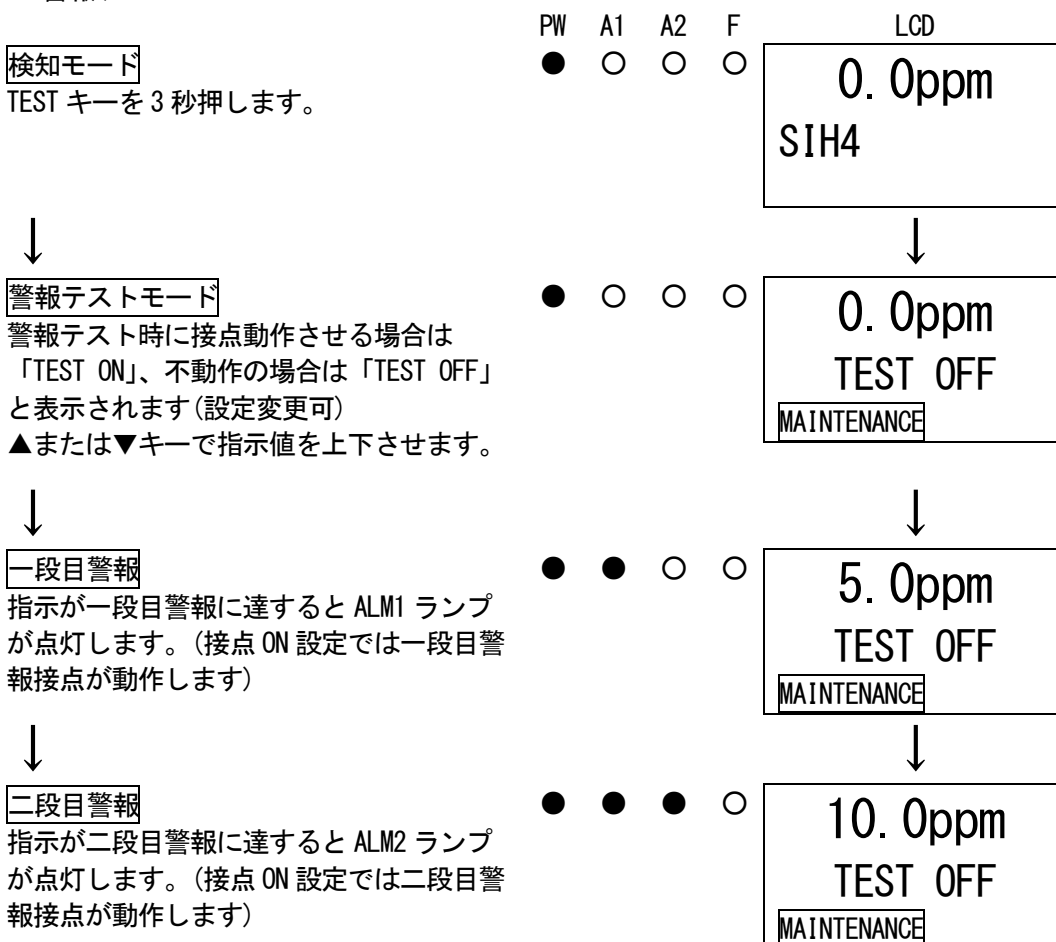 PW A1 A2 F LCD
検知モード ● ○ ○ ○ 0.0ppm
TESTキーを3秒押します。
SIH4
↓ ↓
警報テストモード ● ○ ○ ○ 0.0ppm
警報テスト時に接点動作させる場合は
「TEST ON」、不動作の場合は「TEST OFF」 TEST OFF
と表示されます(設定変更可) MAINTENANCE
▲または▼キーで指示値を上下させます。
↓ ↓
一段目警報 ● ● ○ ○ 5.0ppm
指示が一段目警報に達するとALM1ランプ
が点灯します。(接点ON設定では一段目警 TEST OFF
報接点が動作します) MAINTENANCE
↓ ↓
二段目警報 ● ● ● ○ 10.0ppm
指示が二段目警報に達するとALM2ランプ
が点灯します。(接点ON設定では二段目警 TEST OFF
報接点が動作します) MAINTENANCE